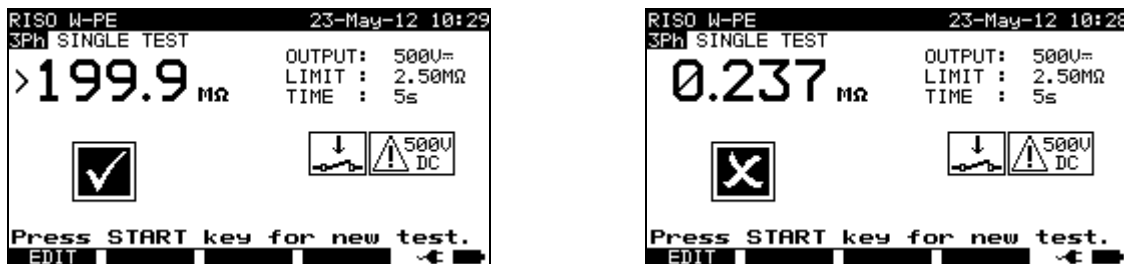 RISO W-PE 23-May-12 10:29
3Ph SINGLE TEST
>199.9 MΩ
OUTPUT: 500V⎓
LIMIT : 2.50MΩ
TIME : 5s
500V
DC
Press START key for new test.
EDIT
RISO W-PE 23-May-12 10:28
3Ph SINGLE TEST
0.237 MΩ
OUTPUT: 500V⎓
LIMIT : 2.50MΩ
TIME : 5s
500V
DC
Press START key for new test.
EDIT